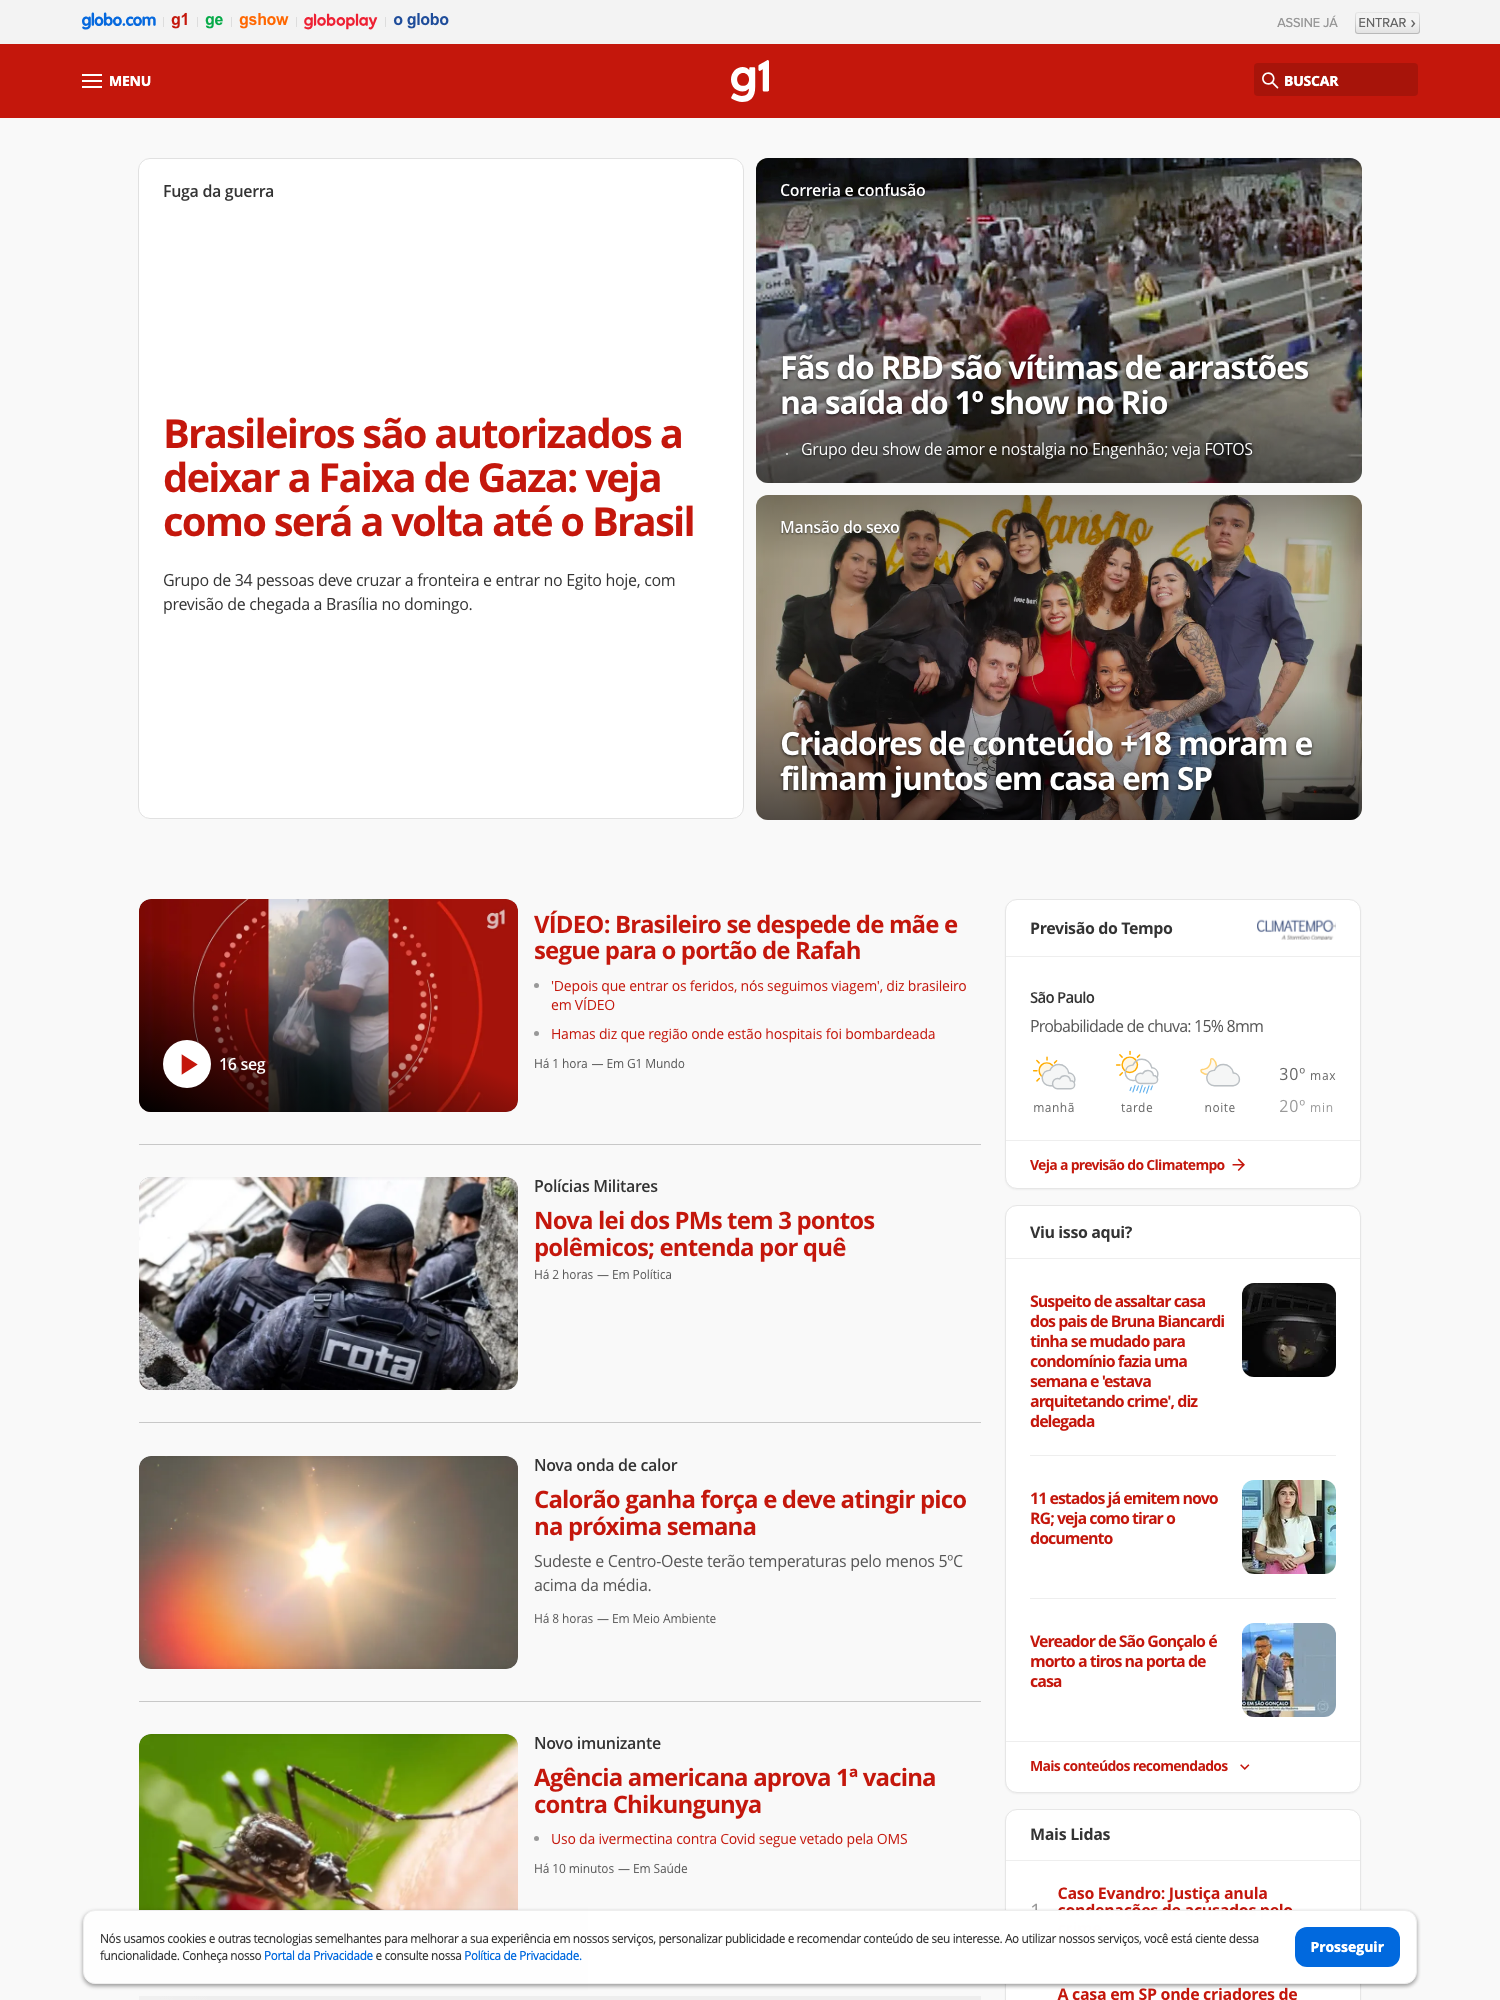 globo.com g1 ge gshow globoplay o globo
ASSINE JÁ
ENTRAR ›
MENU
g1
BUSCAR
Fuga da guerra
Brasileiros são autorizados a
deixar a Faixa de Gaza: veja
como será a volta até o Brasil
Grupo de 34 pessoas deve cruzar a fronteira e entrar no Egito hoje, com
previsão de chegada a Brasília no domingo.
Correria e confusão
Fãs do RBD são vítimas de arrastões
na saída do 1º show no Rio
. Grupo deu show de amor e nostalgia no Engenhão; veja FOTOS
Mansão do sexo
Mansão
Criadores de conteúdo +18 moram e
filmam juntos em casa em SP
g1
16 seg
VÍDEO: Brasileiro se despede de mãe e
segue para o portão de Rafah
'Depois que entrar os feridos, nós seguimos viagem', diz brasileiro
em VÍDEO
Hamas diz que região onde estão hospitais foi bombardeada
Há 1 hora — Em G1 Mundo
rota
Polícias Militares
Nova lei dos PMs tem 3 pontos
polêmicos; entenda por quê
Há 2 horas — Em Política
Nova onda de calor
Calorão ganha força e deve atingir pico
na próxima semana
Sudeste e Centro-Oeste terão temperaturas pelo menos 5ºC
acima da média.
Há 8 horas — Em Meio Ambiente
Novo imunizante
Agência americana aprova 1ª vacina
contra Chikungunya
Uso da ivermectina contra Covid segue vetado pela OMS
Há 10 minutos — Em Saúde
Previsão do Tempo
CLIMATEMPO
A StormGeo Company
São Paulo
Probabilidade de chuva: 15% 8mm
manhã
tarde
noite
30º max
20º min
Veja a previsão do Climatempo
Viu isso aqui?
Suspeito de assaltar casa
dos pais de Bruna Biancardi
tinha se mudado para
condomínio fazia uma
semana e 'estava
arquitetando crime', diz
delegada
11 estados já emitem novo
RG; veja como tirar o
documento
Vereador de São Gonçalo é
morto a tiros na porta de
casa
O EM SÃO GONÇALO
Mais conteúdos recomendados
Mais Lidas
1
Caso Evandro: Justiça anula
condenações de acusados pelo
A casa em SP onde criadores de
Nós usamos cookies e outras tecnologias semelhantes para melhorar a sua experiência em nossos serviços, personalizar publicidade e recomendar conteúdo de seu interesse. Ao utilizar nossos serviços, você está ciente dessa
funcionalidade. Conheça nosso Portal da Privacidade e consulte nossa Política de Privacidade.
Prosseguir